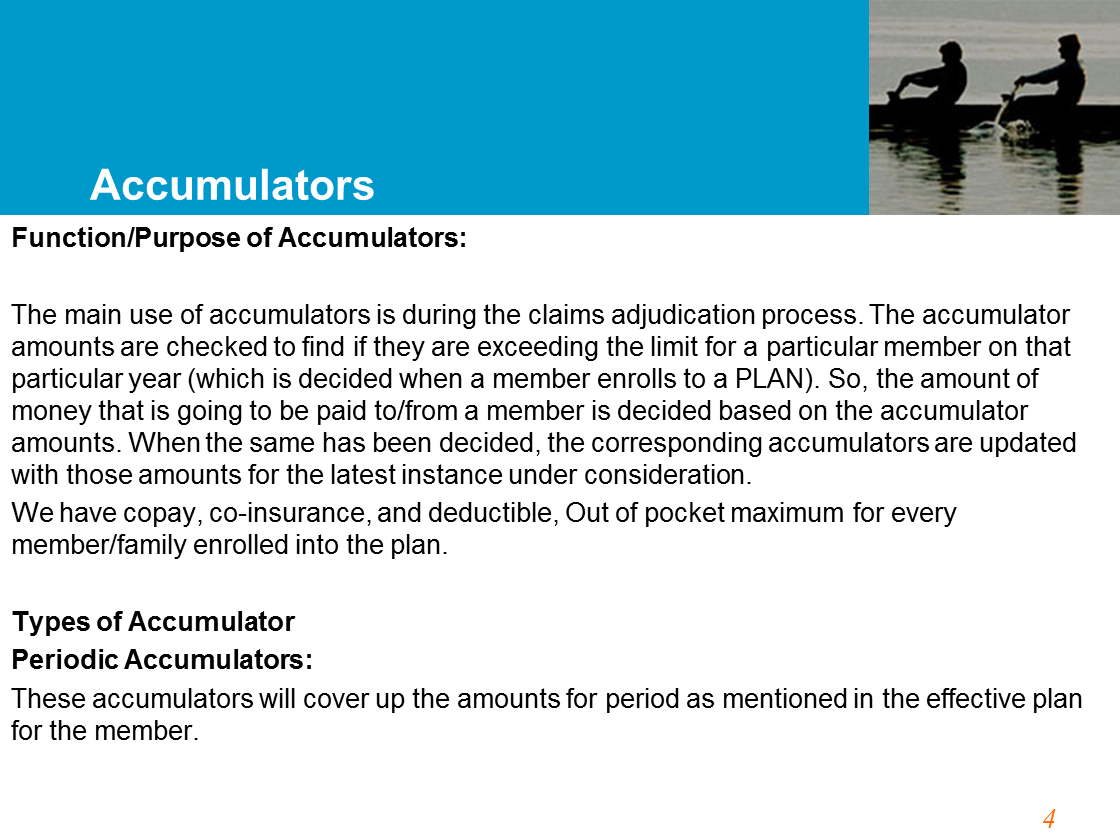 Accumulators
Function/Purpose of Accumulators:
The main use of accumulators is during the claims adjudication process. The accumulator
amounts are checked to find if they are exceeding the limit for a particular member on that
particular year (which is decided when a member enrolls to a PLAN). So, the amount of
money that is going to be paid to/from a member is decided based on the accumulator
amounts. When the same has been decided, the corresponding accumulators are updated
with those amounts for the latest instance under consideration.
We have copay, co-insurance, and deductible, Out of pocket maximum for every
member/family enrolled into the plan.
Types of Accumulator
Periodic Accumulators:
These accumulators will cover up the amounts for period as mentioned in the effective plan
for the member.
4